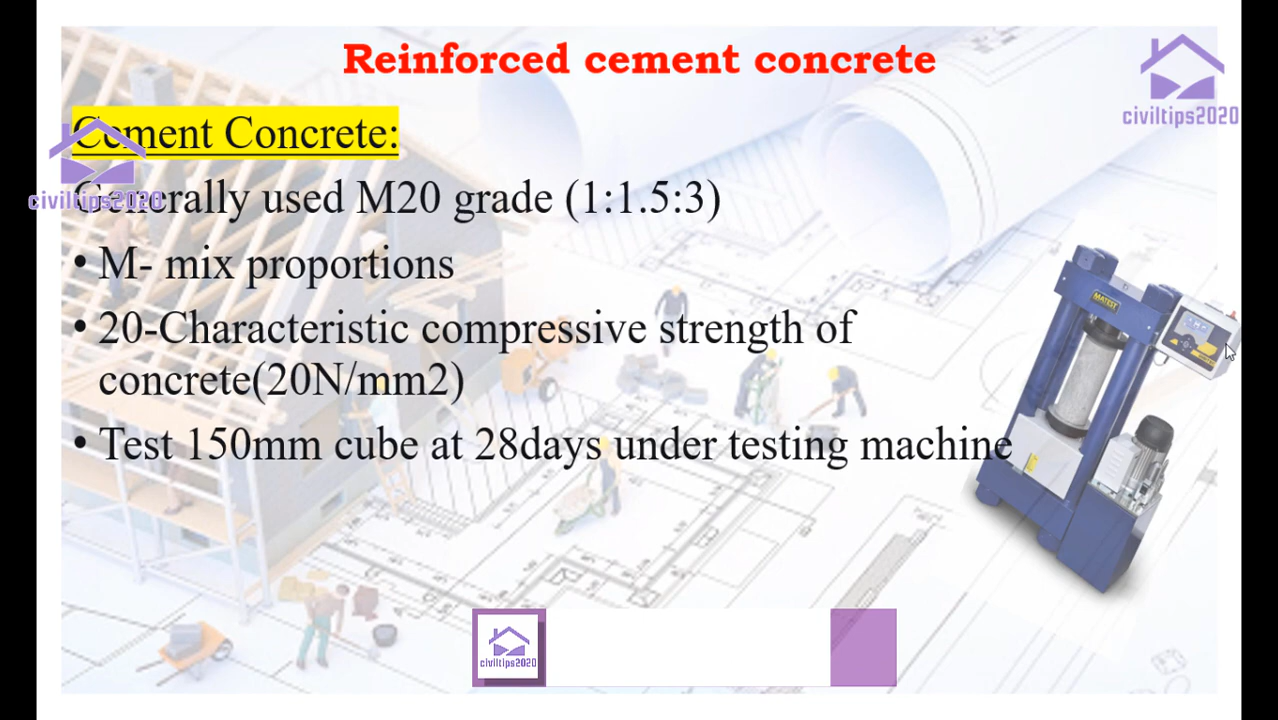 Reinforced cement concrete
civiltips2020
Cement Concrete:
civiltips2020
Generally used M20 grade (1:1.5:3)
• M- mix proportions
• 20-Characteristic compressive strength of
concrete(20N/mm2)
• Test 150mm cube at 28days under testing machine
MATEST
civiltips2020